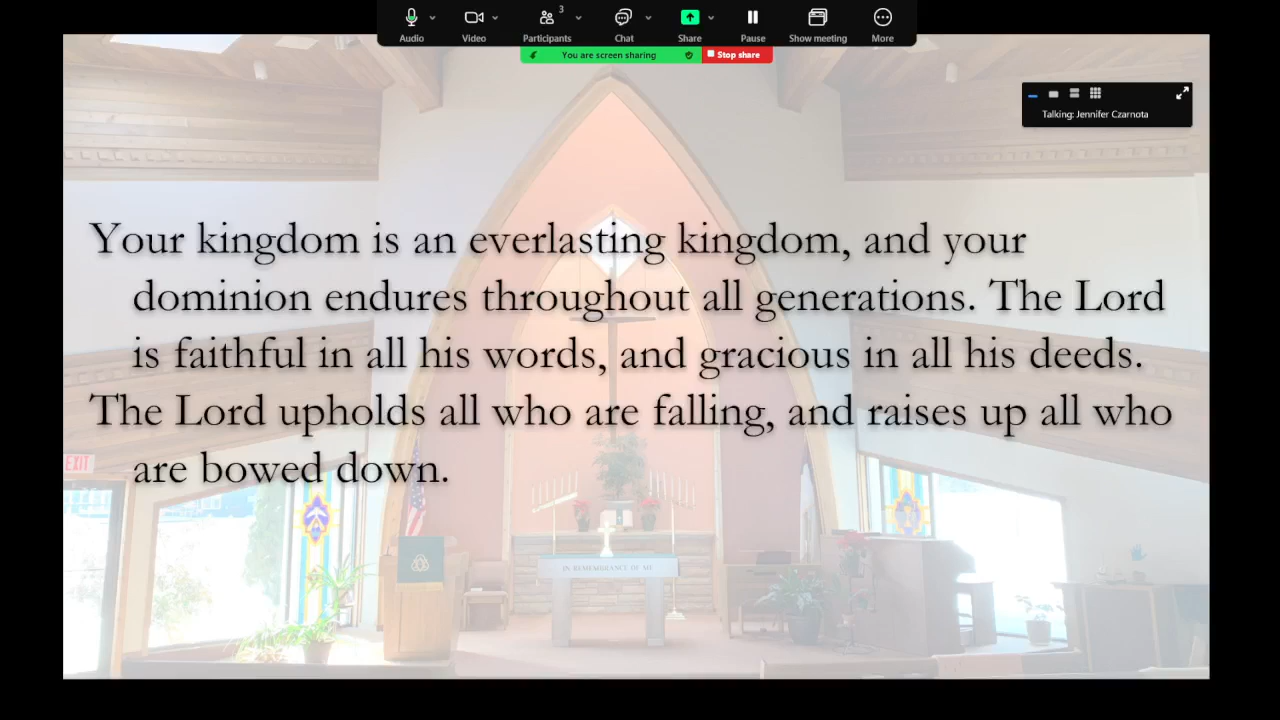 3
Audio
Video
Participants
Chat
Share
Pause
Show meeting
More
You are screen sharing
Stop share
Talking: Jennifer Czarnota
Your kingdom is an everlasting kingdom, and your
dominion endures throughout all generations. The Lord
is faithful in all his words, and gracious in all his deeds.
The Lord upholds all who are falling, and raises up all who
are bowed down.
EXIT
IN REMEMBRANCE OF ME